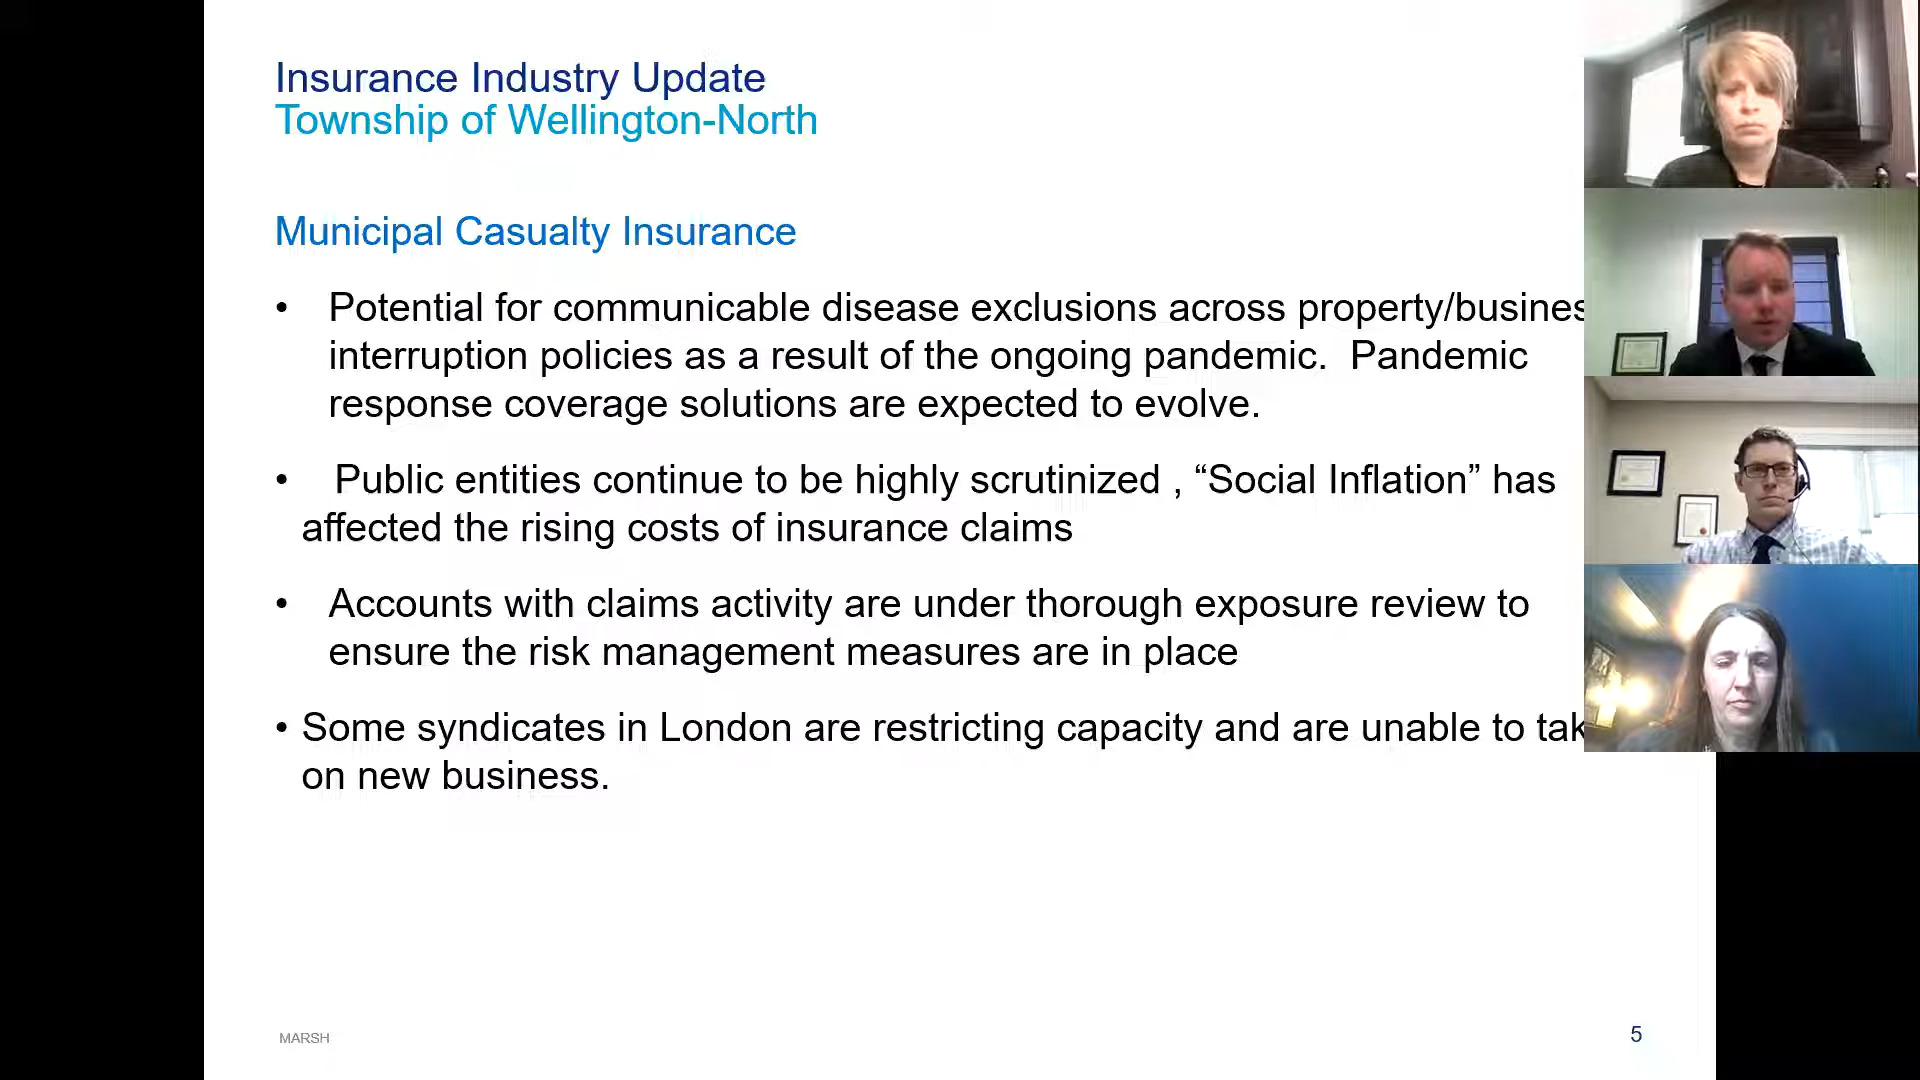 Insurance Industry Update
Township of Wellington-North
Municipal Casualty Insurance
• Potential for communicable disease exclusions across property/busines
interruption policies as a result of the ongoing pandemic. Pandemic
response coverage solutions are expected to evolve.
• Public entities continue to be highly scrutinized , “Social Inflation” has
affected the rising costs of insurance claims
• Accounts with claims activity are under thorough exposure review to
ensure the risk management measures are in place
• Some syndicates in London are restricting capacity and are unable to tak
on new business.
MARSH
5